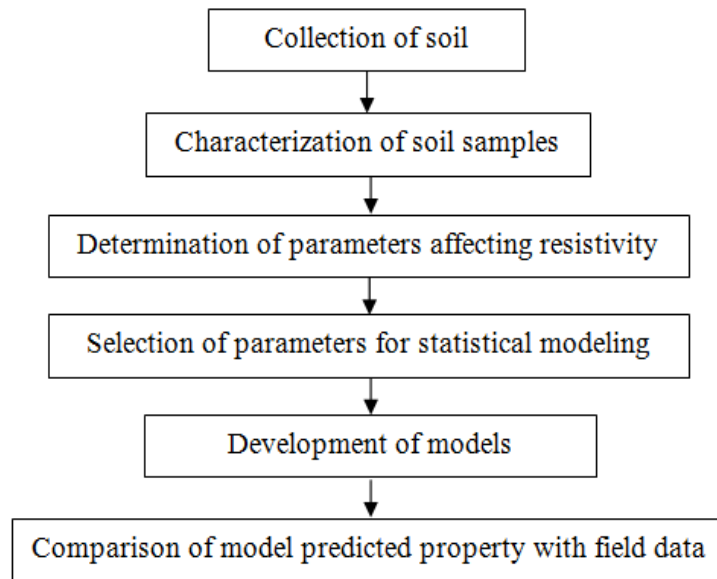 Collection of soil
Characterization of soil samples
Determination of parameters affecting resistivity
Selection of parameters for statistical modeling
Development of models
Comparison of model predicted property with field data